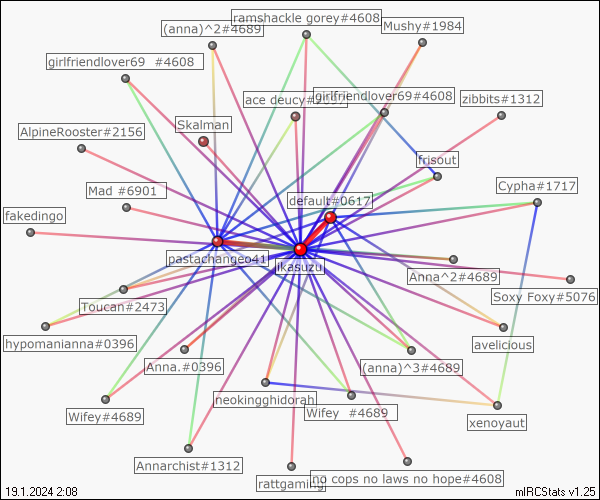 ramshackle gorey#4608
(anna)^2#4689
Mushy#1984
girlfriendlover69 #4608
ace deucy#
girlfriendlover69#4608
zibbits#1312
Skalman
AlpineRooster#2156
frisout
Mad #6901
default#0617
Cypha#1717
fakedingo
pastachangeo41
ikasuzu
Anna^2#4689
Soxy Foxy#5076
Toucan#2473
hypomanianna#0396
avelicious
Anna.#0396
(anna)^3#4689
neokingghidorah
Wifey#4689
Wifey #4689
xenoyaut
Annarchist#1312
rattgaming
no cops no laws no hope#4608
19.1.2024 2:08
mIRCStats v1.25